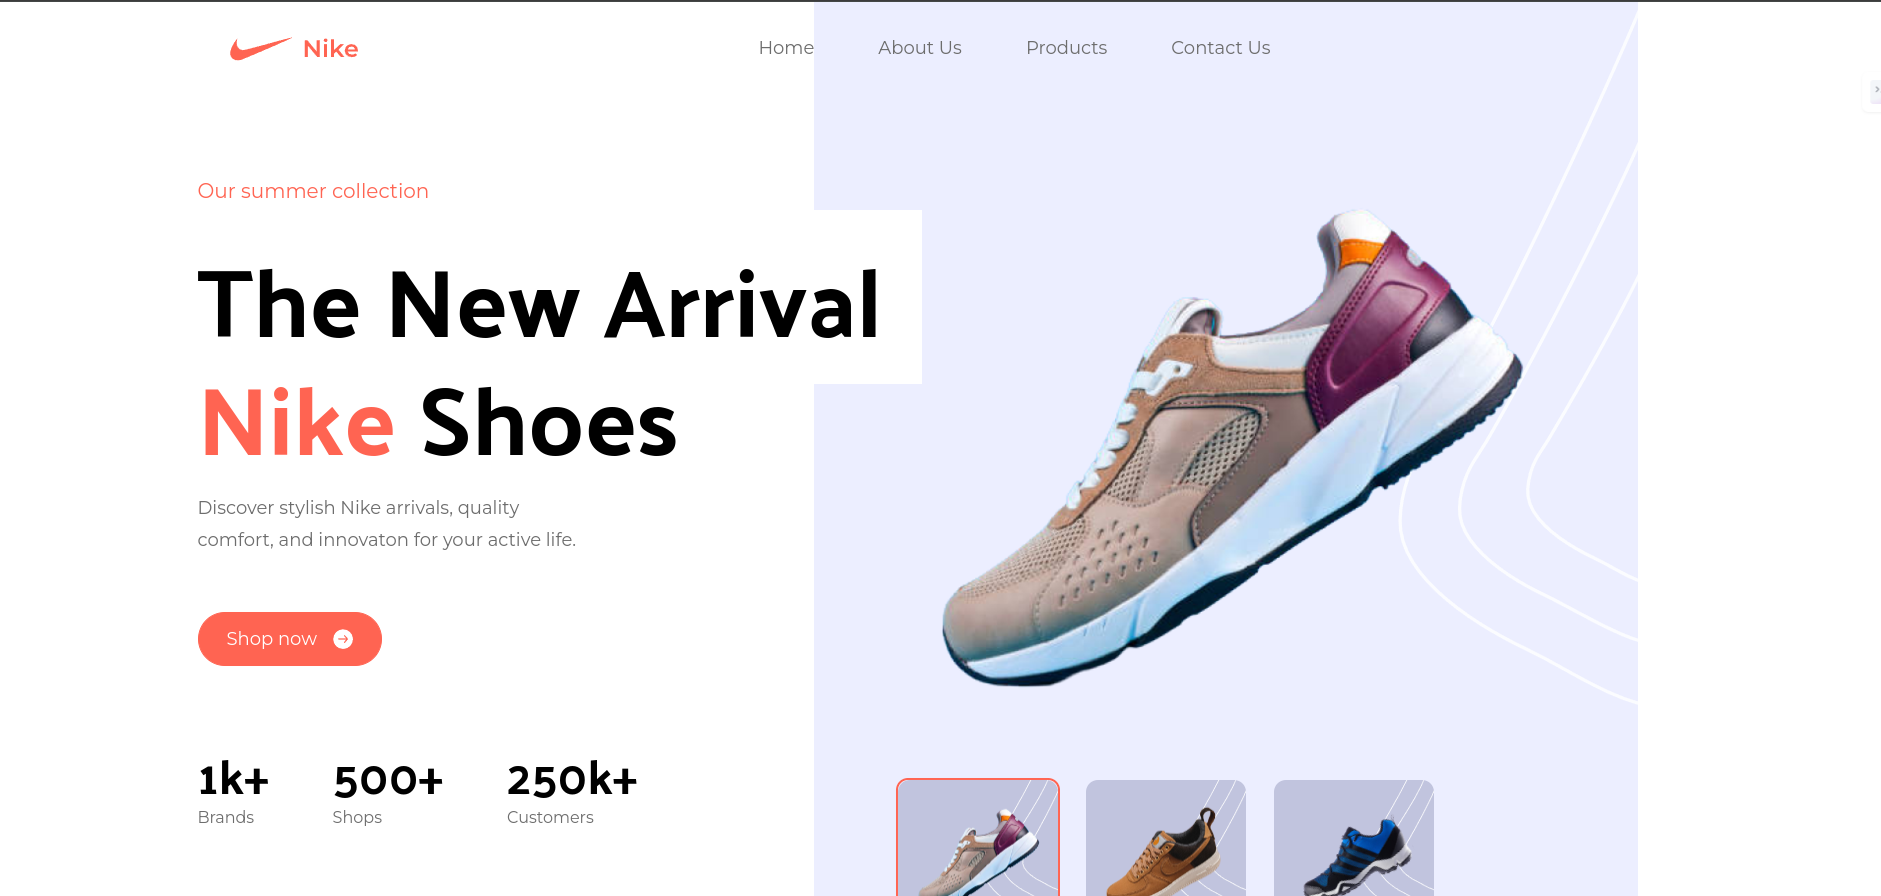 Nike
Home
About Us
Products
Contact Us
Our summer collection
The New Arrival
Nike Shoes
Discover stylish Nike arrivals, quality
comfort, and innovaton for your active life.
Shop now
1k+
Brands
500+
Shops
250k+
Customers